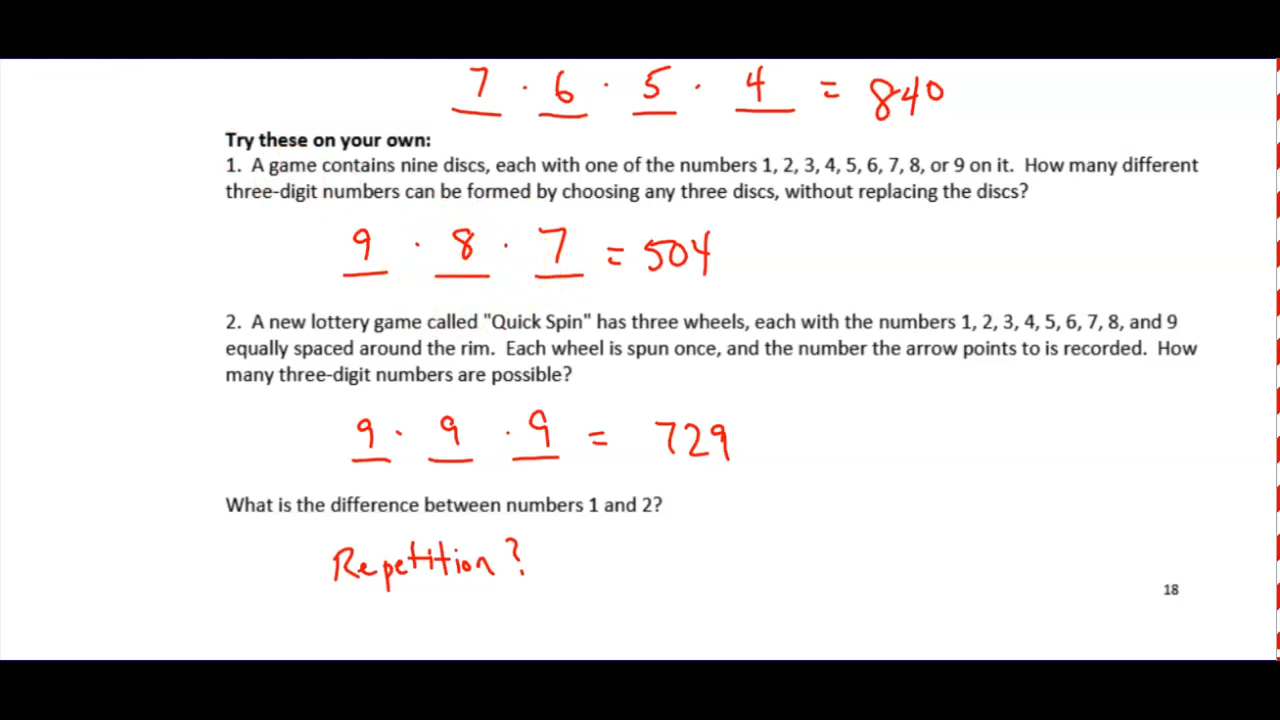 7 · 6 · 5 · 4 = 840
Try these on your own:
1. A game contains nine discs, each with one of the numbers 1, 2, 3, 4, 5, 6, 7, 8, or 9 on it. How many different
three-digit numbers can be formed by choosing any three discs, without replacing the discs?
9 · 8 · 7 = 504
2. A new lottery game called "Quick Spin" has three wheels, each with the numbers 1, 2, 3, 4, 5, 6, 7, 8, and 9
equally spaced around the rim. Each wheel is spun once, and the number the arrow points to is recorded. How
many three-digit numbers are possible?
9 · 9 · 9 = 729
What is the difference between numbers 1 and 2?
Repetition?
18